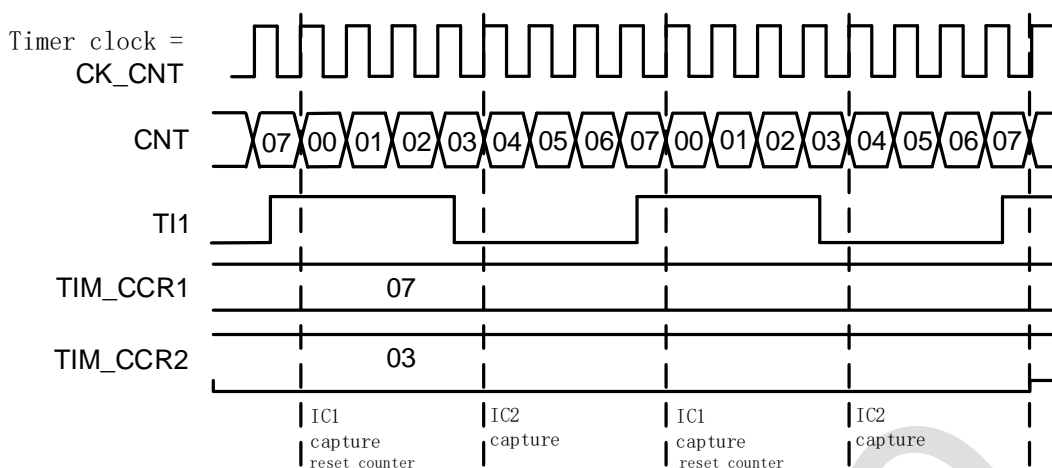 Timer clock =
CK_CNT
CNT 07 00 01 02 03 04 05 06 07 00 01 02 03 04 05 06 07
TI1
TIM_CCR1 07
TIM_CCR2 03
IC1 IC2 IC1 IC2
capture capture capture capture
reset counter reset counter